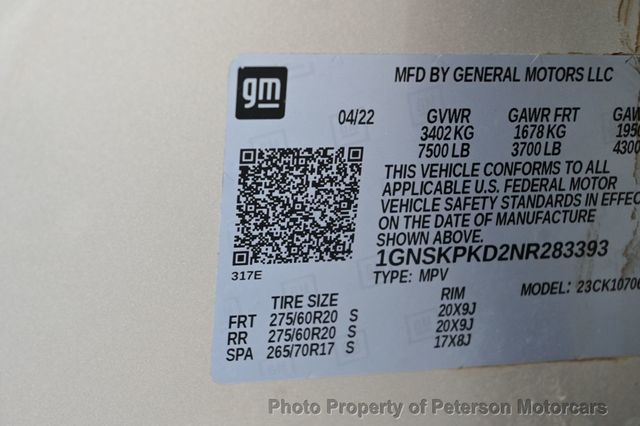 gm
MFD BY GENERAL MOTORS LLC
04/22 GVWR GAWR FRT
3402 KG 1678 KG
7500 LB 3700 LB 4300
THIS VEHICLE CONFORMS TO ALL
APPLICABLE U.S. FEDERAL MOTOR
VEHICLE SAFETY STANDARDS IN EFFEC
ON THE DATE OF MANUFACTURE
SHOWN ABOVE.
1GNSKPKD2NR283393
317E
TYPE: MPV
MODEL: 23CK1070
TIRE SIZE RIM
FRT 275/60R20 S 20X9J
RR 275/60R20 S 20X9J
SPA 265/70R17 S 17X8J
Photo Property of Peterson Motorcars